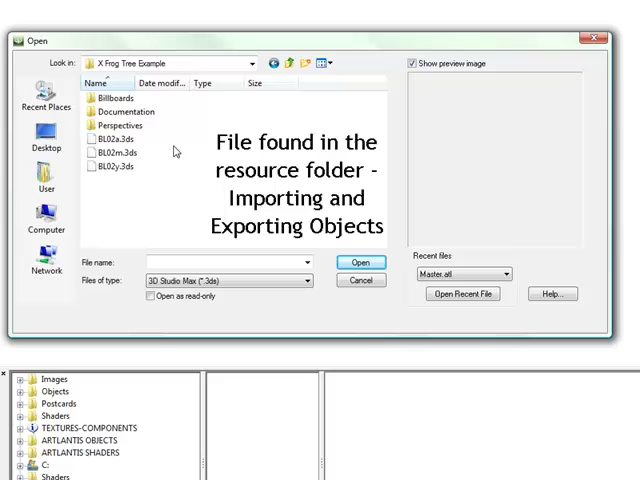 Open
Look in:
X Frog Tree Example
Show preview image
Name
Date modif...
Type
Size
Recent Places
Desktop
User
Computer
Network
Billboards
Documentation
Perspectives
BL02a.3ds
BL02m.3ds
BL02y.3ds
File found in the
resource folder -
Importing and
Exporting Objects
File name:
Open
Files of type:
3D Studio Max (*.3ds)
Cancel
Open as read-only
Recent files
Master.atl
Open Recent File
Help...
Images
Objects
Postcards
Shaders
TEXTURES-COMPONENTS
ARTLANTIS OBJECTS
ARTLANTIS SHADERS
C:
Shaders